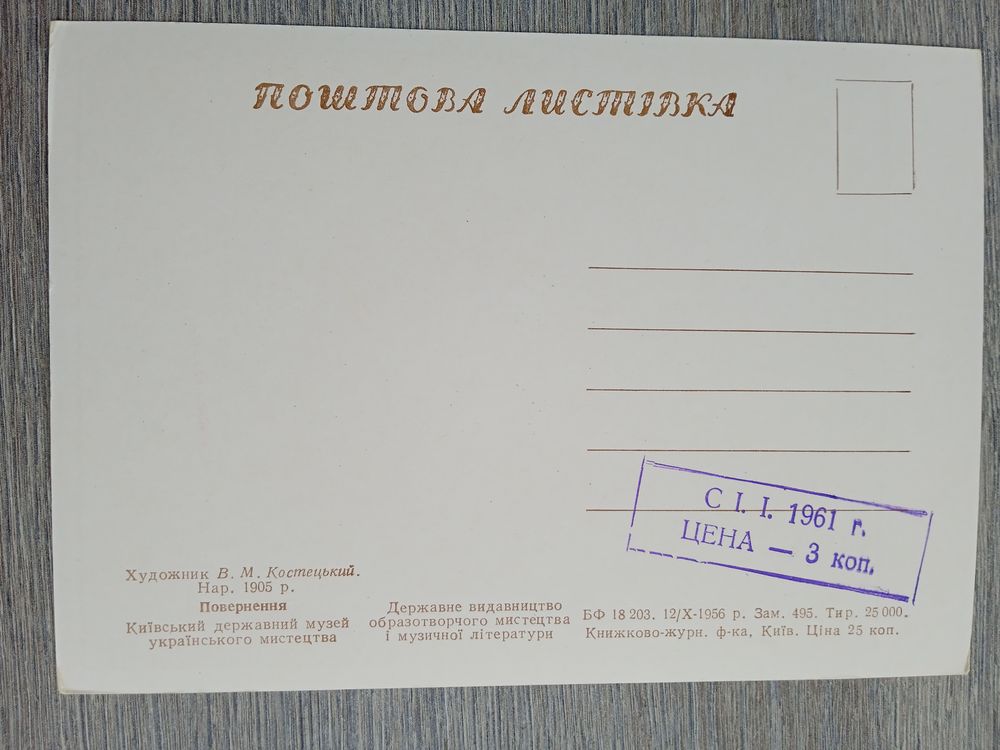 ПОШТОВА ЛИСТІВКА
С І. І. 1961 г.
ЦЕНА — 3 коп.
Художник В. М. Костецький.
Нар. 1905 р.
Повернення
Київський державний музей
українського мистецтва
Державне видавництво
образотворчого мистецтва
і музичної літератури
БФ 18 203. 12/X-1956 р. Зам. 495. Тир. 25 000.
Книжково-журн. ф-ка, Київ. Ціна 25 коп.